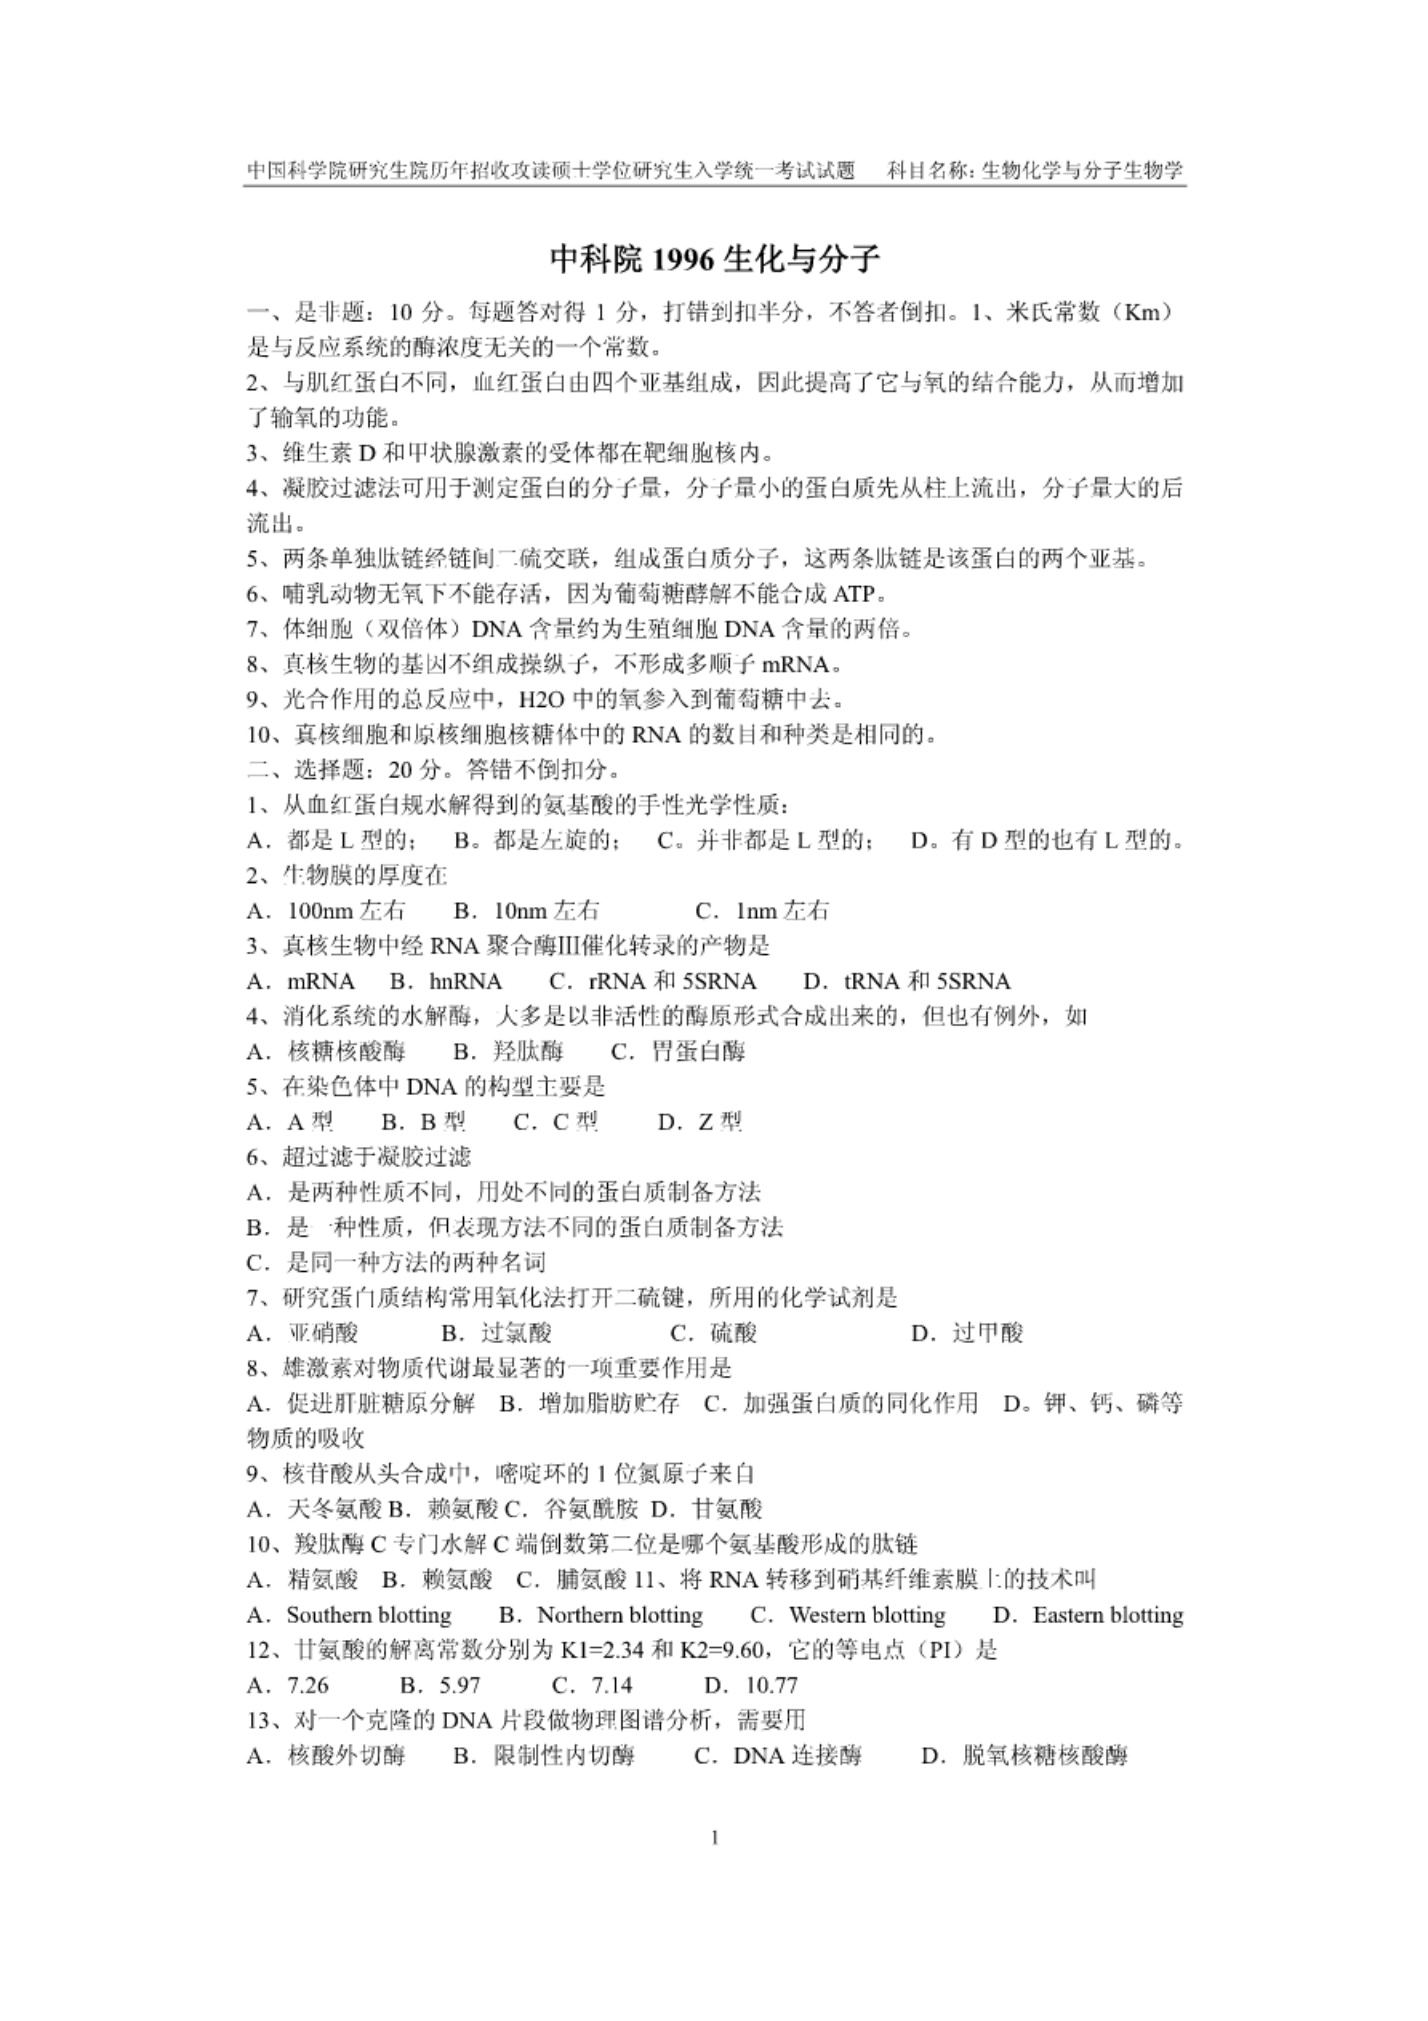 中国科学院研究生院历年招收攻读硕士学位研究生入学统一考试试题 科目名称：生物化学与分子生物学
中科院 1996 生化与分子
一、是非题：10 分。每题答对得 1 分，打错到扣半分，不答者倒扣。1、米氏常数（Km）
是与反应系统的酶浓度无关的一个常数。
2、与肌红蛋白不同，血红蛋白由四个亚基组成，因此提高了它与氧的结合能力，从而增加
了输氧的功能。
3、维生素 D 和甲状腺激素的受体都在靶细胞核内。
4、凝胶过滤法可用于测定蛋白的分子量，分子量小的蛋白质先从柱上流出，分子量大的后
流出。
5、两条单独肽链经链间二硫交联，组成蛋白质分子，这两条肽链是该蛋白的两个亚基。
6、哺乳动物无氧下不能存活，因为葡萄糖酵解不能合成 ATP。
7、体细胞（双倍体）DNA 含量约为生殖细胞 DNA 含量的两倍。
8、真核生物的基因不组成操纵子，不形成多顺子 mRNA。
9、光合作用的总反应中，H2O 中的氧参入到葡萄糖中去。
10、真核细胞和原核细胞核糖体中的 RNA 的数目和种类是相同的。
二、选择题：20 分。答错不倒扣分。
1、从血红蛋白规水解得到的氨基酸的手性光学性质：
A．都是 L 型的； B。都是左旋的； C。并非都是 L 型的； D。有 D 型的也有 L 型的。
2、生物膜的厚度在
A．100nm 左右 B．10nm 左右 C．1nm 左右
3、真核生物中经 RNA 聚合酶Ⅲ催化转录的产物是
A．mRNA B．hnRNA C．rRNA 和 5SRNA D．tRNA 和 5SRNA
4、消化系统的水解酶，大多是以非活性的酶原形式合成出来的，但也有例外，如
A．核糖核酸酶 B．羟肽酶 C．胃蛋白酶
5、在染色体中 DNA 的构型主要是
A．A 型 B．B 型 C．C 型 D．Z 型
6、超过滤于凝胶过滤
A．是两种性质不同，用处不同的蛋白质制备方法
B．是一种性质，但表现方法不同的蛋白质制备方法
C．是同一种方法的两种名词
7、研究蛋白质结构常用氧化法打开二硫键，所用的化学试剂是
A．亚硝酸 B．过氯酸 C．硫酸 D．过甲酸
8、雄激素对物质代谢最显著的一项重要作用是
A．促进肝脏糖原分解 B．增加脂肪贮存 C．加强蛋白质的同化作用 D。钾、钙、磷等
物质的吸收
9、核苷酸从头合成中，嘧啶环的 1 位氮原子来自
A．天冬氨酸 B．赖氨酸 C．谷氨酰胺 D．甘氨酸
10、羧肽酶 C 专门水解 C 端倒数第二位是哪个氨基酸形成的肽链
A．精氨酸 B．赖氨酸 C．脯氨酸 11、将 RNA 转移到硝基纤维素膜上的技术叫
A．Southern blotting B．Northern blotting C．Western blotting D．Eastern blotting
12、甘氨酸的解离常数分别为 K1=2.34 和 K2=9.60，它的等电点（PI）是
A．7.26 B．5.97 C．7.14 D．10.77
13、对一个克隆的 DNA 片段做物理图谱分析，需要用
A．核酸外切酶 B．限制性内切酶 C．DNA 连接酶 D．脱氧核糖核酸酶
1